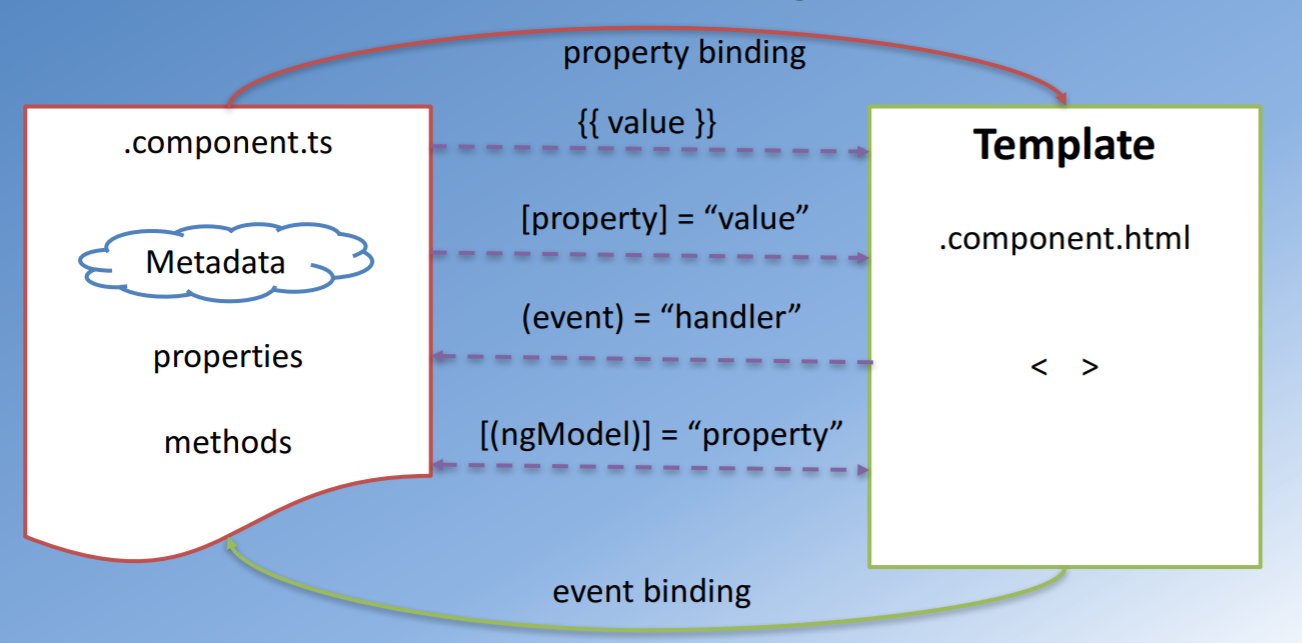 property binding
.component.ts
Metadata
properties
methods
{{ value }}
[property] = “value”
(event) = “handler”
[(ngModel)] = “property”
Template
.component.html
< >
event binding